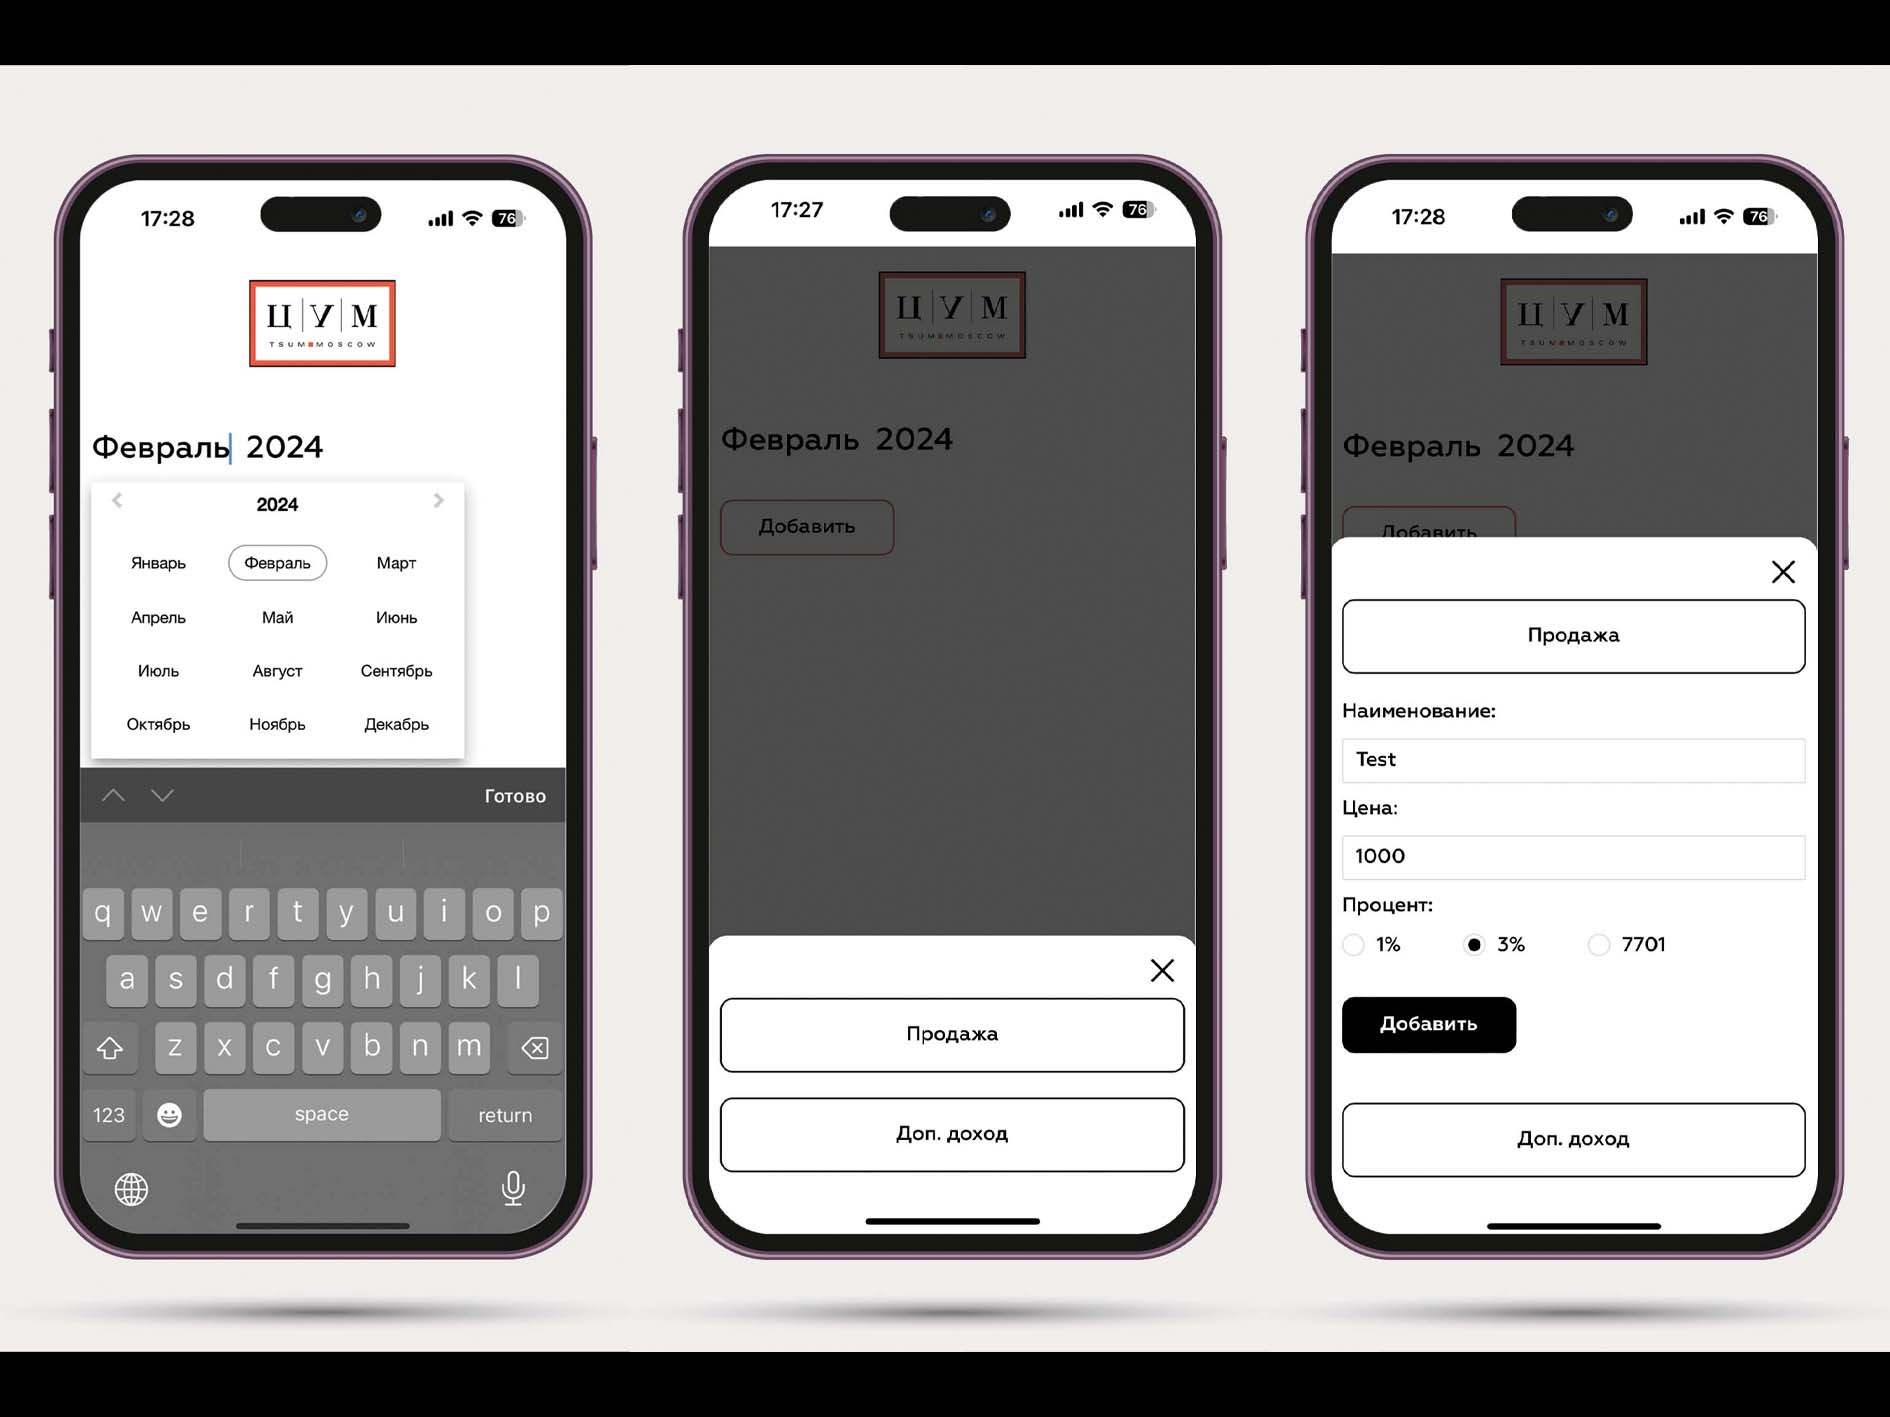 17:28
76
Ц У М
TSUM MOSCOW
Февраль 2024
2024
Январь Февраль Март
Апрель Май Июнь
Июль Август Сентябрь
Октябрь Ноябрь Декабрь
Готово
q w e r t y u i o p
a s d f g h j k l
z x c v b n m
123 space return
17:27
76
Ц У М
TSUM MOSCOW
Февраль 2024
Добавить
Продажа
Доп. доход
17:28
76
Ц У М
TSUM MOSCOW
Февраль 2024
Добавить
Продажа
Наименование:
Test
Цена:
1000
Процент:
1% 3% 7701
Добавить
Доп. доход